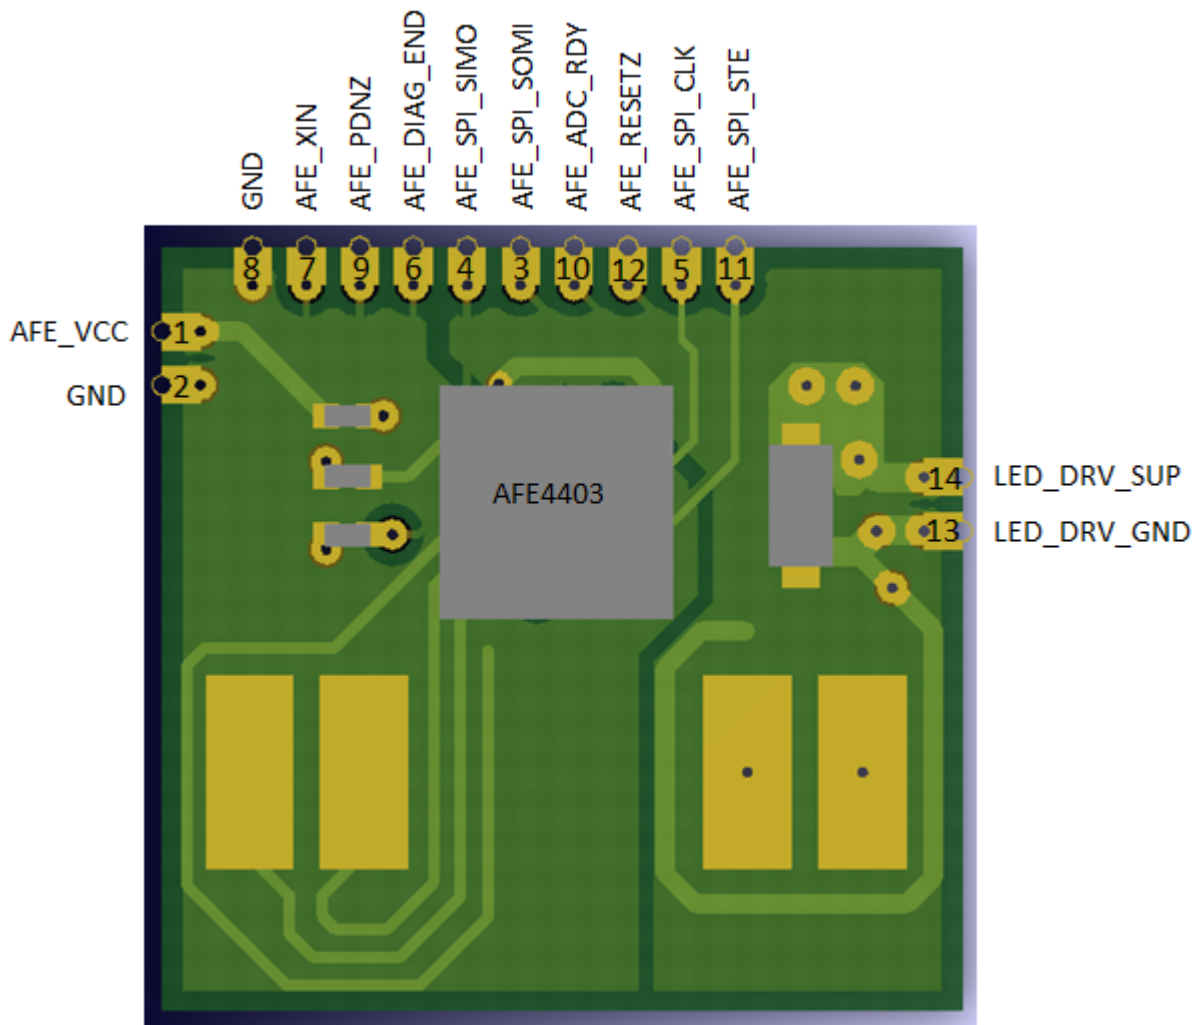 GND
AFE_XIN
AFE_PDNZ
AFE_DIAG_END
AFE_SPI_SIMO
AFE_SPI_SOMI
AFE_ADC_RDY
AFE_RESETZ
AFE_SPI_CLK
AFE_SPI_STE
8 7 9 6 4 3 10 12 5 11
AFE_VCC 1
GND 2
AFE4403
14 LED_DRV_SUP
13 LED_DRV_GND